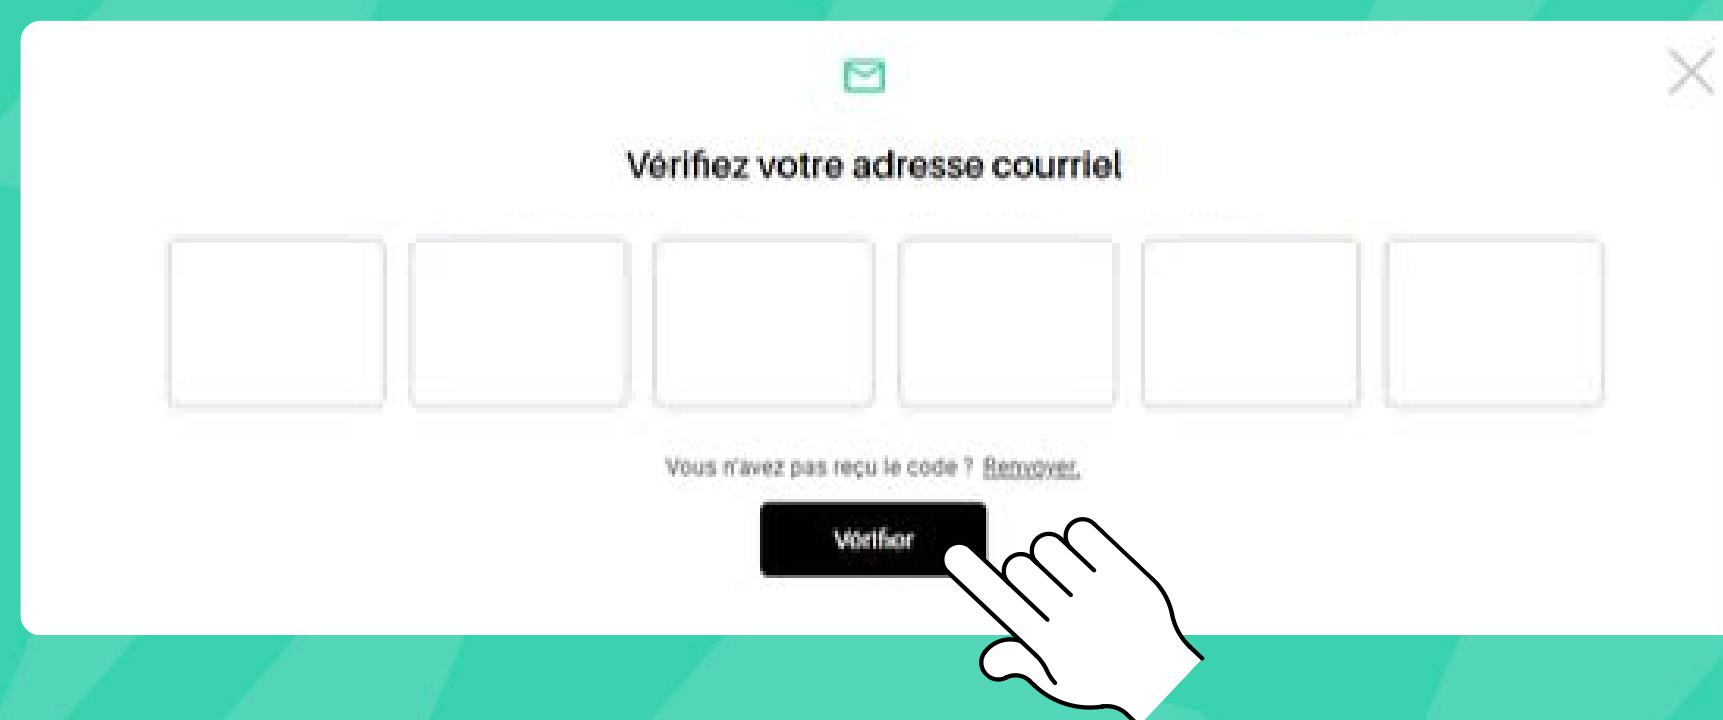 Vérifiez votre adresse courriel
Vous n'avez pas reçu le code ? Renvoyer.
Vérifier